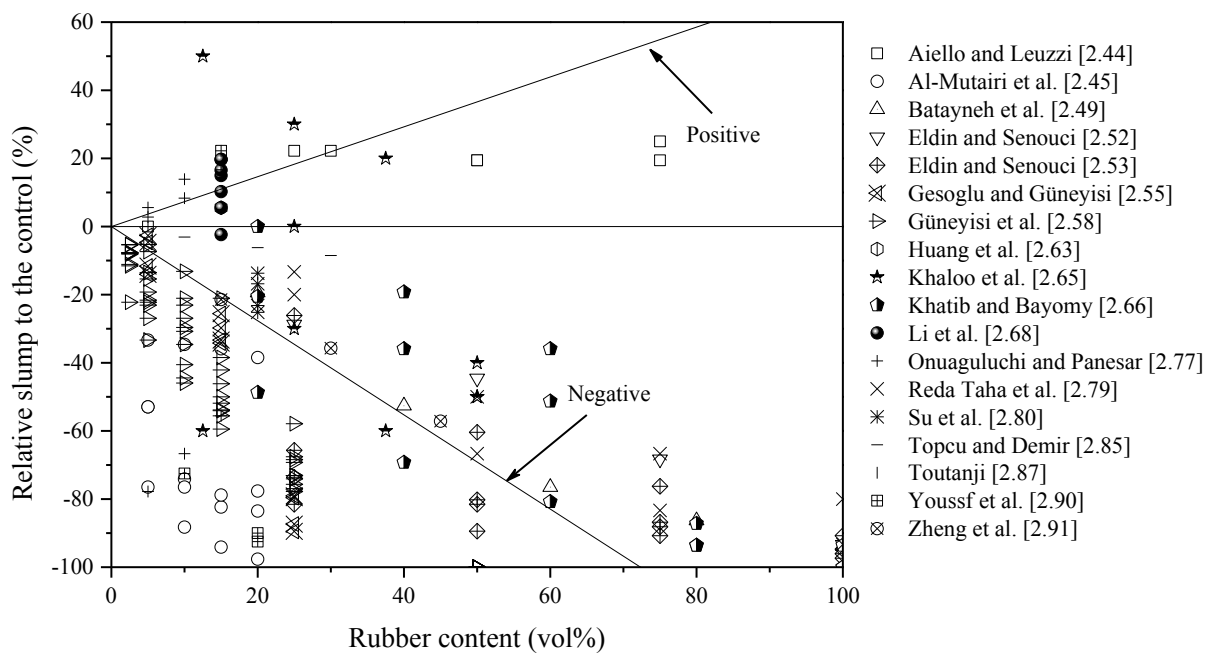 60
40
20
0
-20
-40
-60
-80
-100
0
20
40
60
80
100
Relative slump to the control (%)
Rubber content (vol%)
Positive
Negative
Aiello and Leuzzi [2.44]
Al-Mutairi et al. [2.45]
Batayneh et al. [2.49]
Eldin and Senouci [2.52]
Eldin and Senouci [2.53]
Gesoglu and Güneyisi [2.55]
Güneyisi et al. [2.58]
Huang et al. [2.63]
Khaloo et al. [2.65]
Khatib and Bayomy [2.66]
Li et al. [2.68]
Onuaguluchi and Panesar [2.77]
Reda Taha et al. [2.79]
Su et al. [2.80]
Topcu and Demir [2.85]
Toutanji [2.87]
Youssf et al. [2.90]
Zheng et al. [2.91]